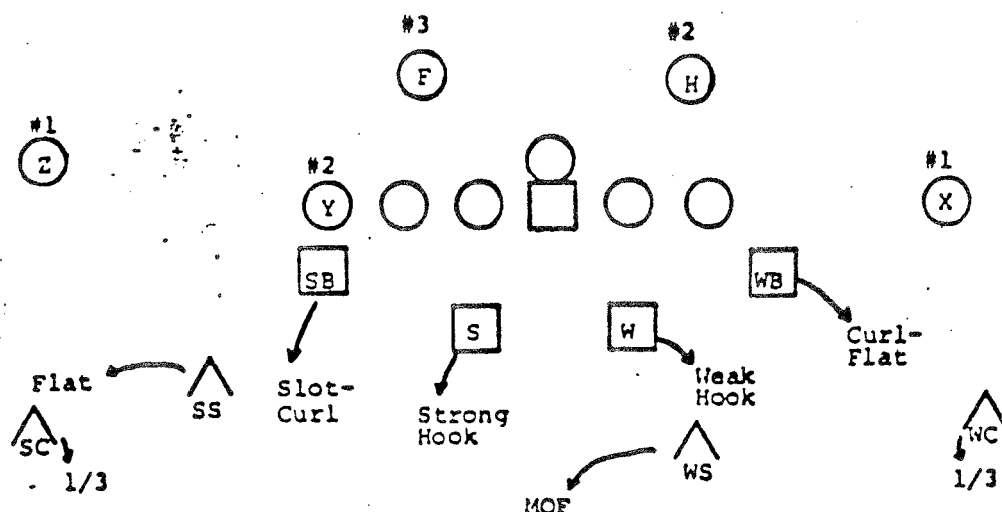 #3
#2
F
H
#1
Z
#2
#1
Y
X
SB
WB
S
W
Curl-
Flat
Flat
SS
Slot-
Curl
Strong
Hook
Weak
Hook
SC
WS
WC
1/3
1/3
MOF